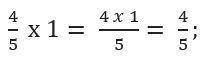 4/5 x 1 = 4 x 1/5 = 4/5 ;